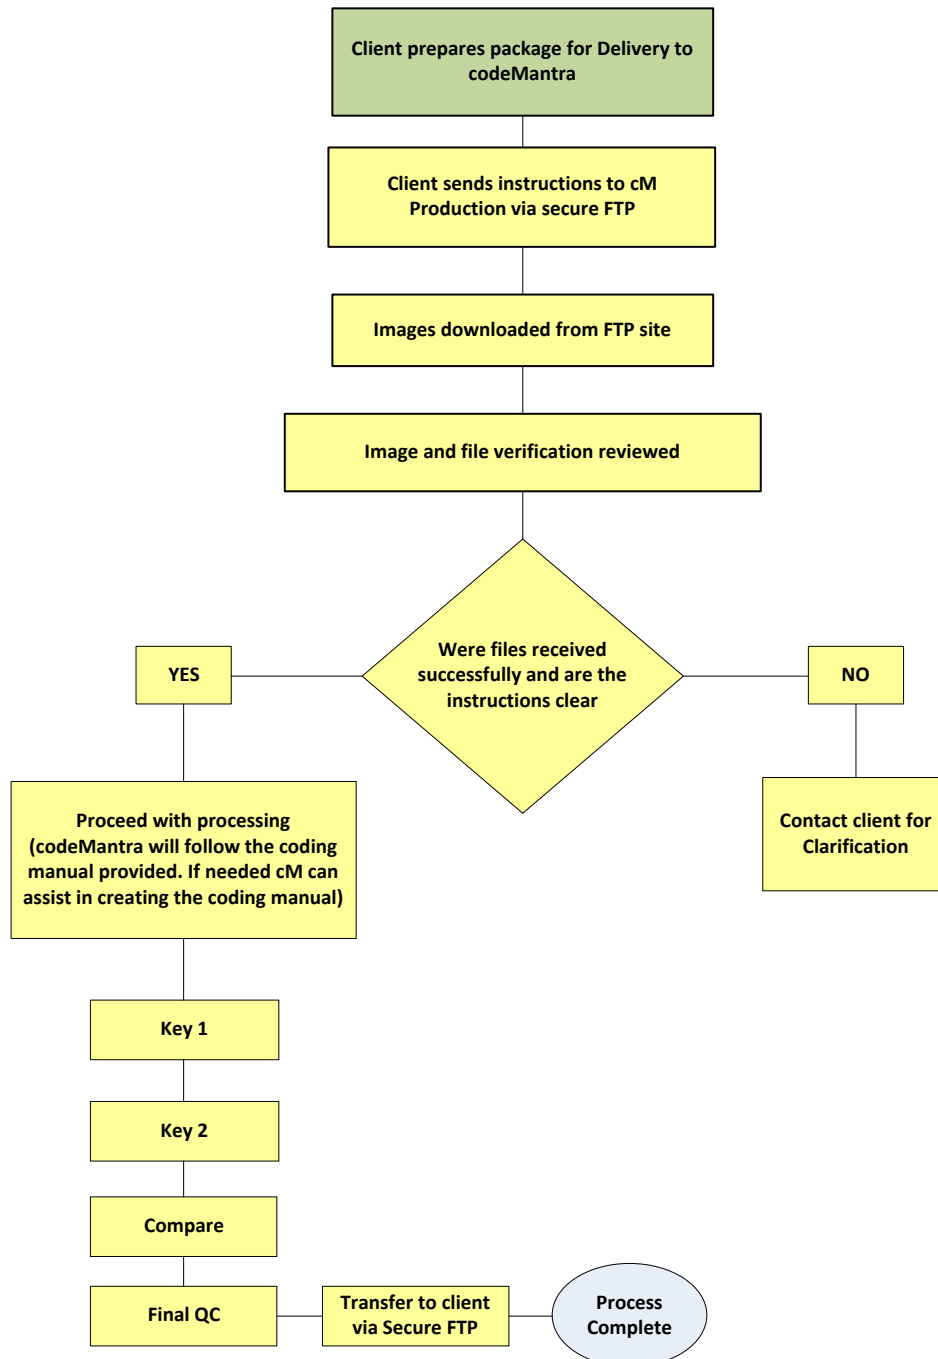 Client prepares package for Delivery to
codeMantra
Client sends instructions to cM
Production via secure FTP
Images downloaded from FTP site
Image and file verification reviewed
Were files received
successfully and are the
instructions clear
YES
NO
Proceed with processing
(codeMantra will follow the coding
manual provided. If needed cM can
assist in creating the coding manual)
Contact client for
Clarification
Key 1
Key 2
Compare
Final QC
Transfer to client
via Secure FTP
Process
Complete